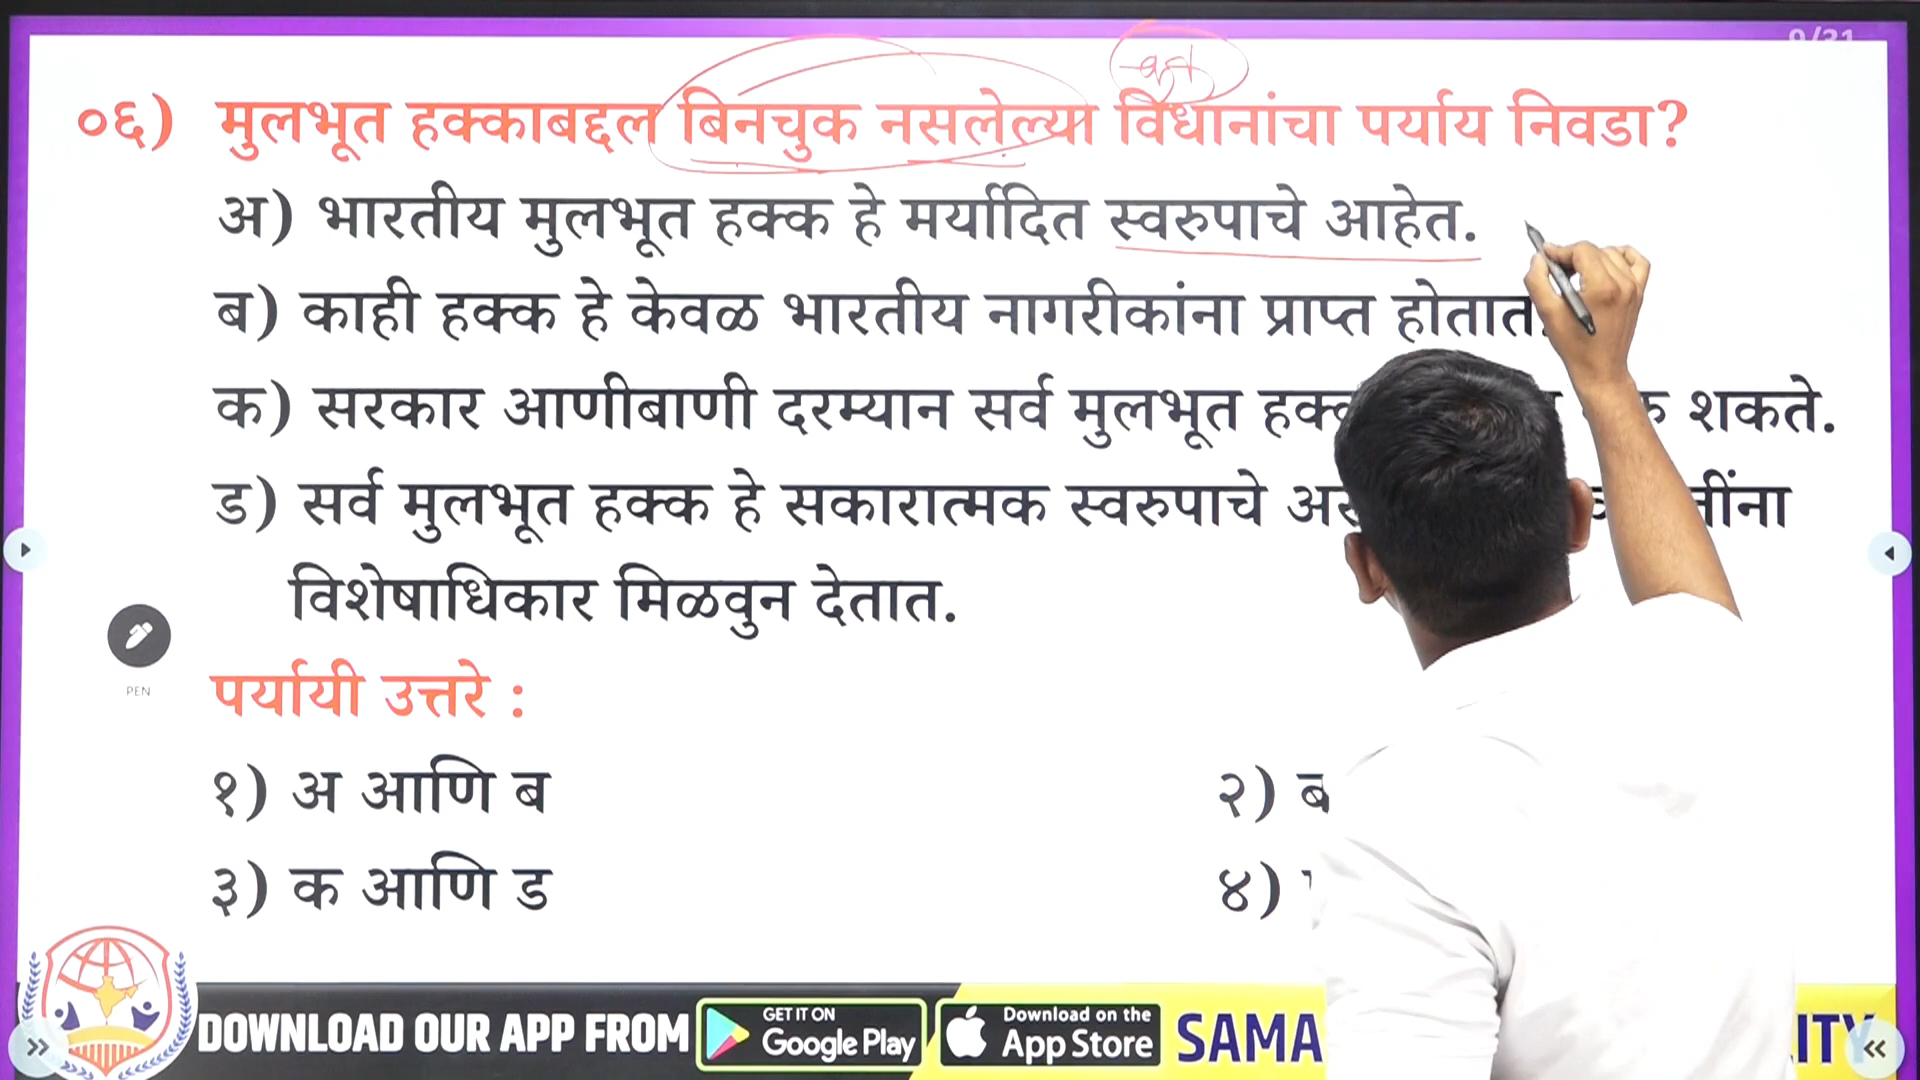 ०६) मुलभूत हक्काबद्दल बिनचुक नसलेल्या विधानांचा पर्याय निवडा?
अ) भारतीय मुलभूत हक्क हे मर्यादित स्वरुपाचे आहेत.
ब) काही हक्क हे केवळ भारतीय नागरीकांना प्राप्त होतात.
क) सरकार आणीबाणी दरम्यान सर्व मुलभूत शकते.
ड) सर्व मुलभूत हक्क हे सकारात्मक स्वरुपाचे
विशेषाधिकार मिळवुन देतात.
PEN
पर्यायी उत्तरे :
१) अ आणि ब
२) ब
३) क आणि ड
४)
DOWNLOAD OUR APP FROM
GET IT ON
Google Play
Download on the
App Store